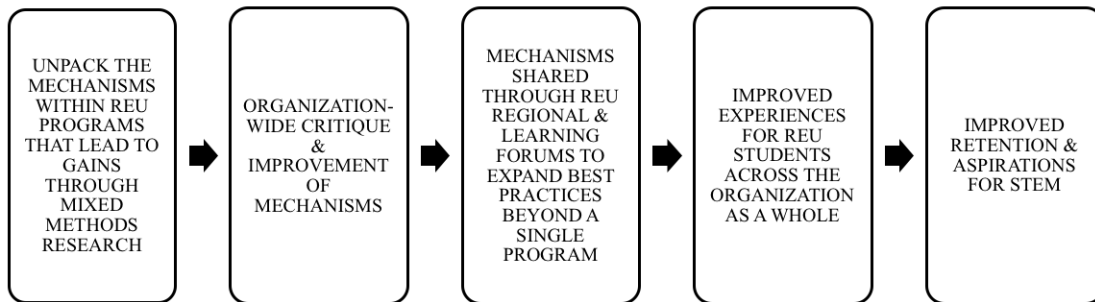 UNPACK THE
MECHANISMS
WITHIN REU
PROGRAMS
THAT LEAD TO
GAINS
THROUGH
MIXED
METHODS
RESEARCH
ORGANIZATION-
WIDE CRITIQUE
&
IMPROVEMENT
OF
MECHANISMS
MECHANISMS
SHARED
THROUGH REU
REGIONAL &
LEARNING
FORUMS TO
EXPAND BEST
PRACTICES
BEYOND A
SINGLE
PROGRAM
IMPROVED
EXPERIENCES
FOR REU
STUDENTS
ACROSS THE
ORGANIZATION
AS A WHOLE
IMPROVED
RETENTION &
ASPIRATIONS
FOR STEM